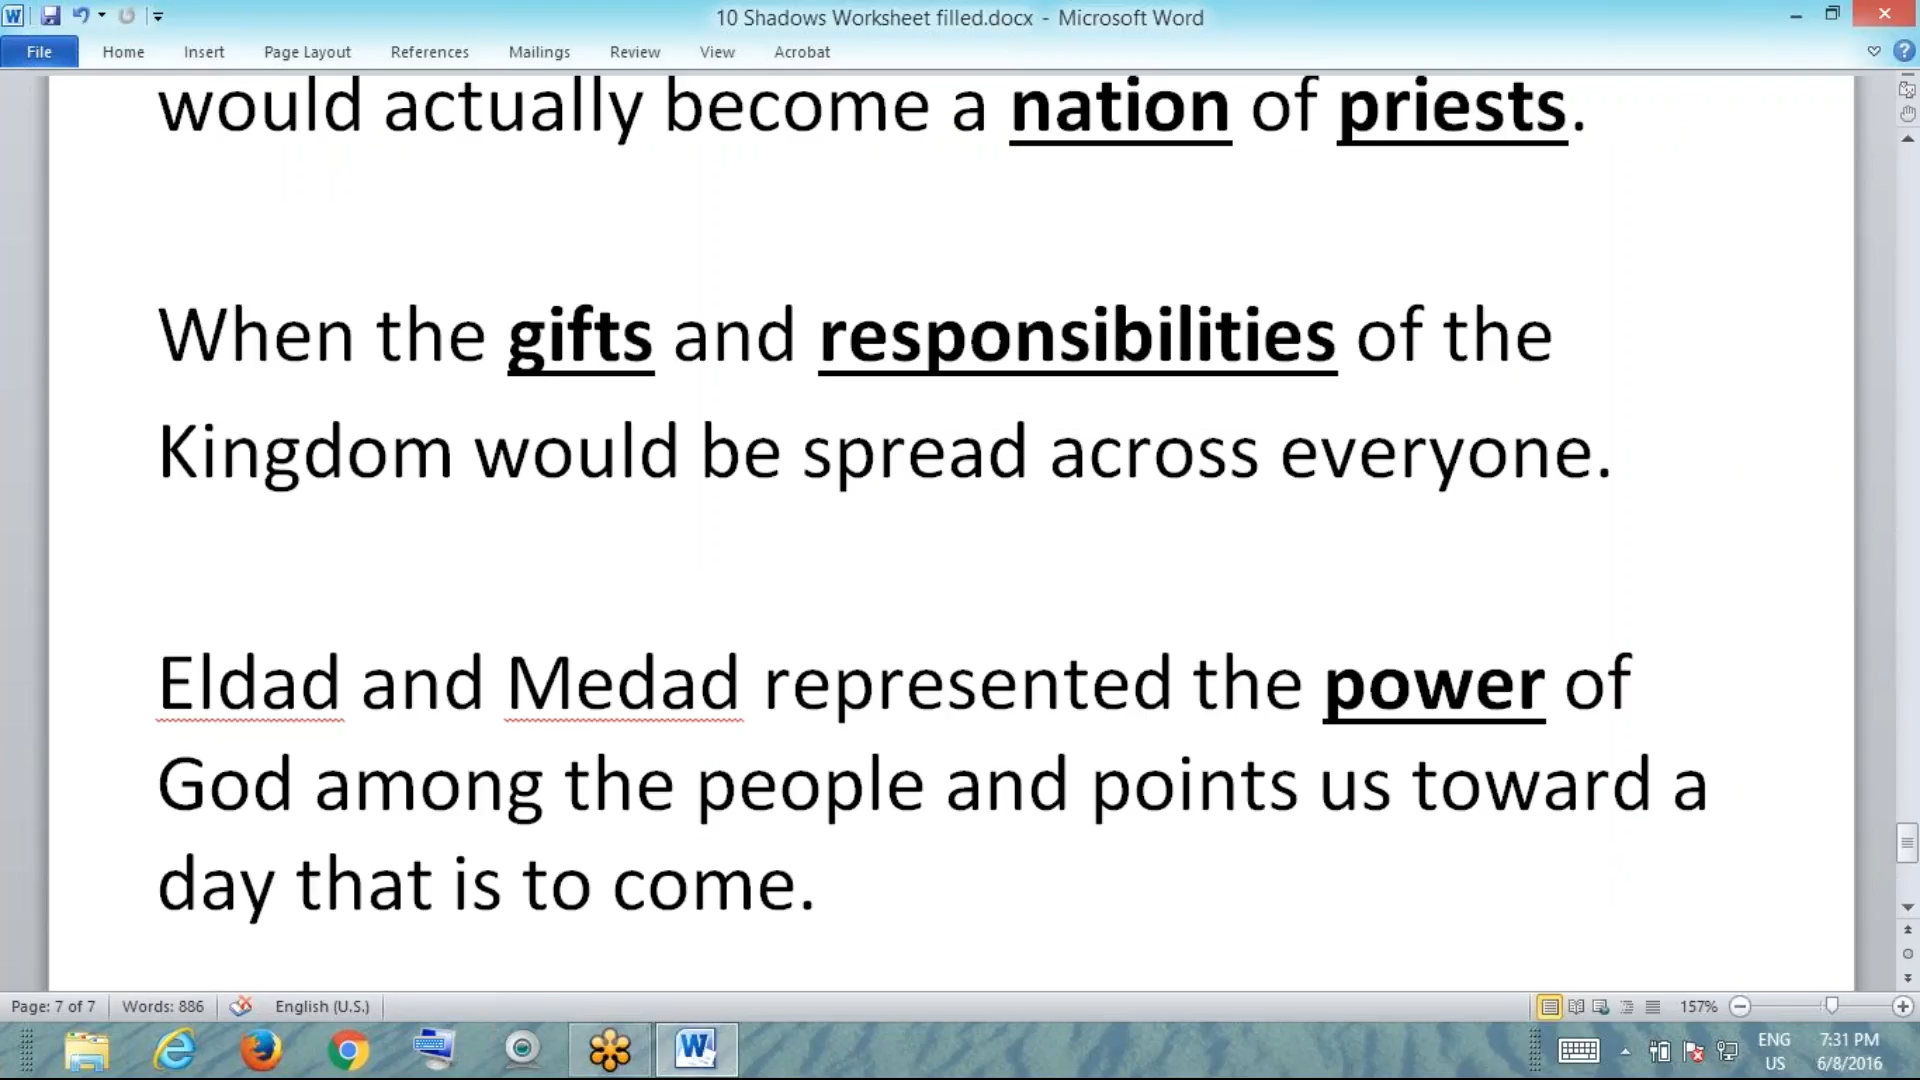 10 Shadows Worksheet filled.docx - Microsoft Word
File Home Insert Page Layout References Mailings Review View Acrobat
would actually become a nation of priests.
When the gifts and responsibilities of the
Kingdom would be spread across everyone.
Eldad and Medad represented the power of
God among the people and points us toward a
day that is to come.
Page: 7 of 7 Words: 886 English (U.S.) 157%
ENG 7:31 PM
US 6/8/2016